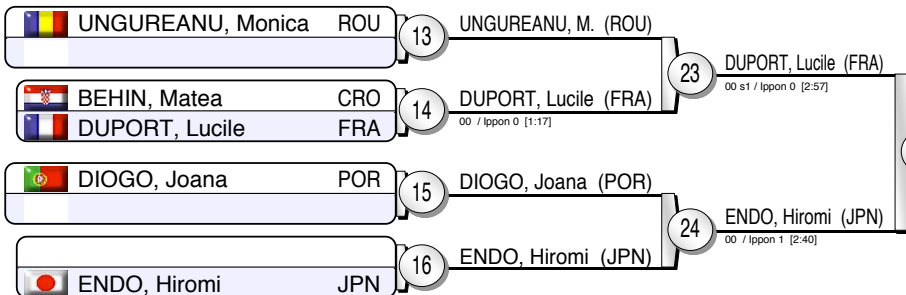 UNGUREANU, Monica ROU
13
UNGUREANU, M. (ROU)
BEHIN, Matea CRO
DUPORT, Lucile FRA
14
DUPORT, Lucile (FRA)
00 / Ippon 0 [1:17]
23
DUPORT, Lucile (FRA)
00 s1 / Ippon 0 [2:57]
DIOGO, Joana POR
15
DIOGO, Joana (POR)
ENDO, Hiromi JPN
16
ENDO, Hiromi (JPN)
24
ENDO, Hiromi (JPN)
00 / Ippon 1 [2:40]